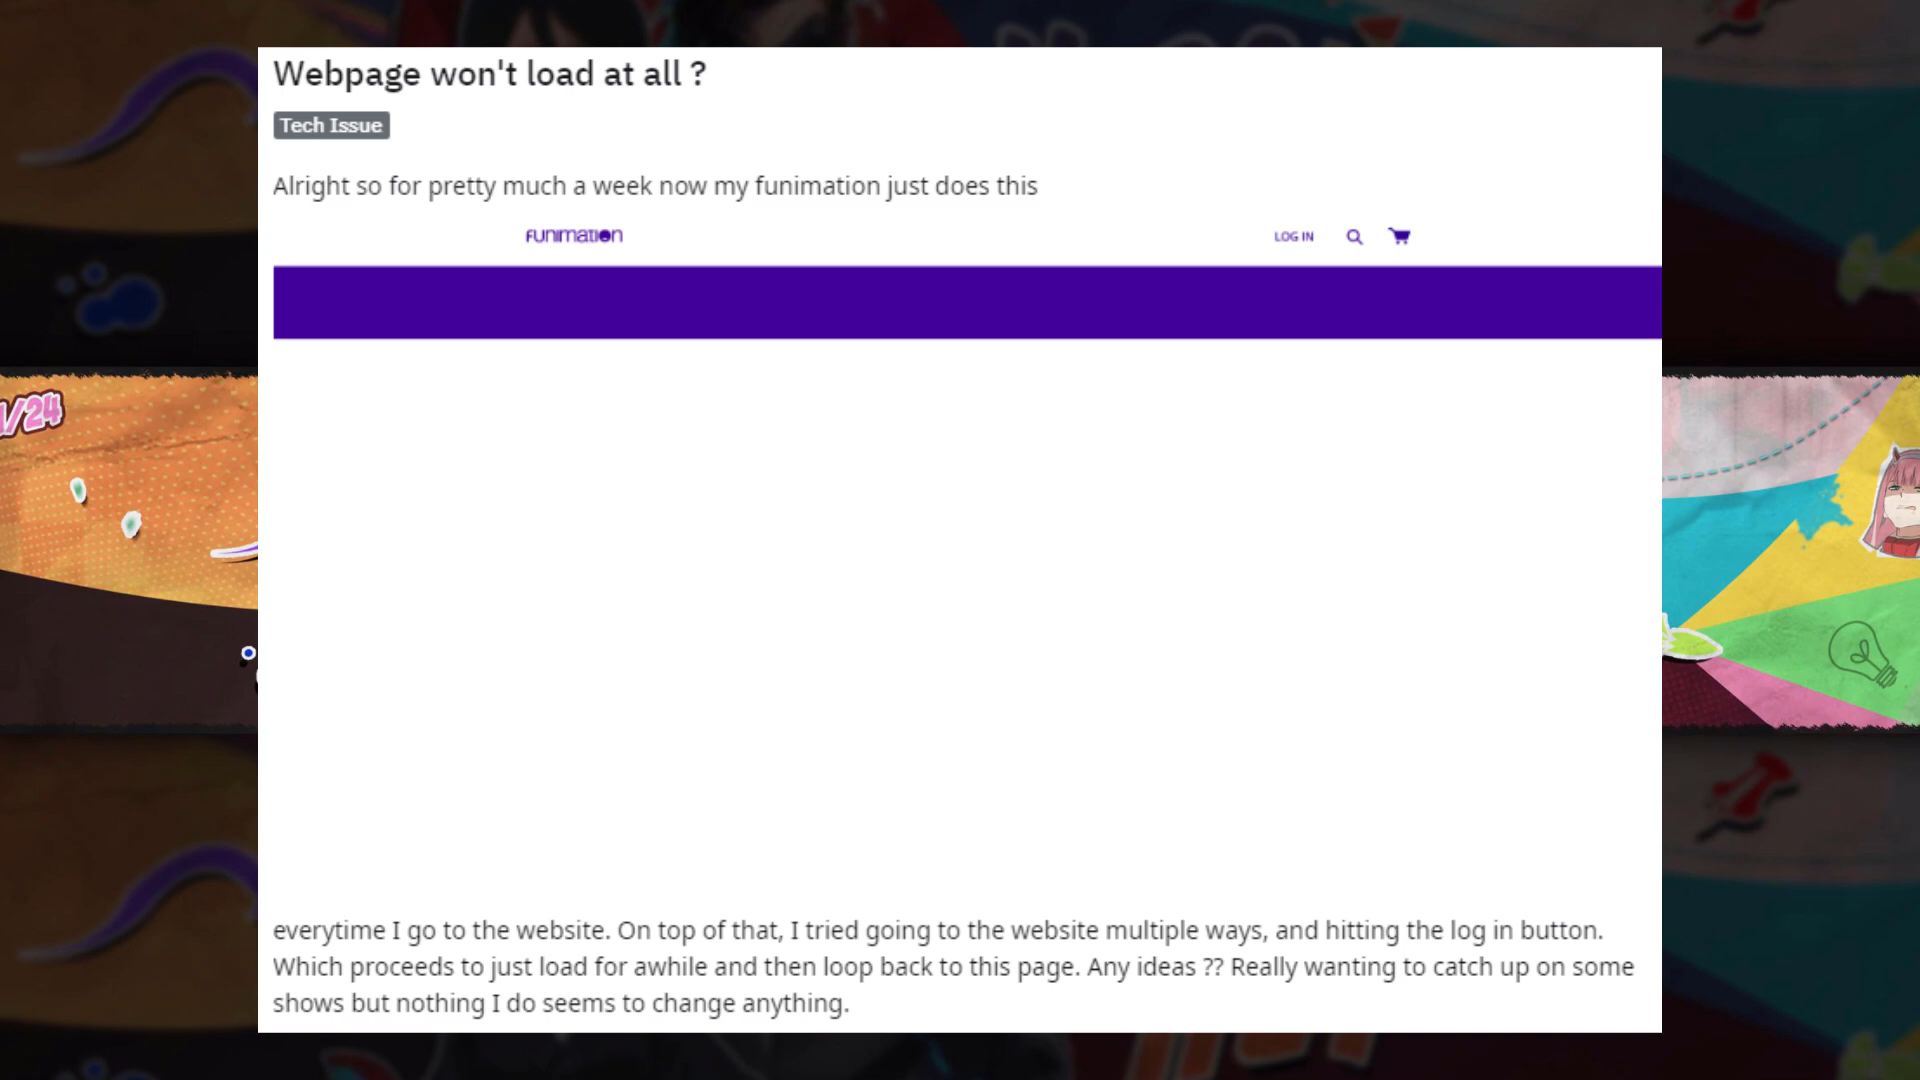 Webpage won't load at all ?
Tech Issue
Alright so for pretty much a week now my funimation just does this
FUNIMATION
LOG IN
/24
everytime I go to the website. On top of that, I tried going to the website multiple ways, and hitting the log in button.
Which proceeds to just load for awhile and then loop back to this page. Any ideas ?? Really wanting to catch up on some
shows but nothing I do seems to change anything.